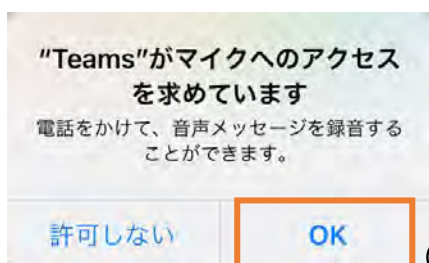 "Teams"がマイクへのアクセス
を求めています
電話をかけて、音声メッセージを録音する
ことができます。
許可しない
OK